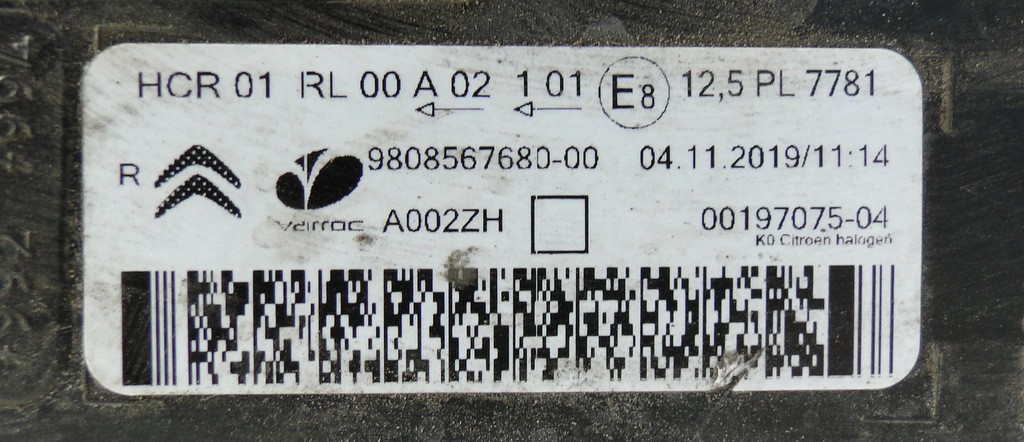 HCR 01 RL 00 A 02 1 01 E8 12,5 PL 7781
R varroc 9808567680-00 04.11.2019/11:14
A002ZH 00197075-04
K0 Citroen halogen